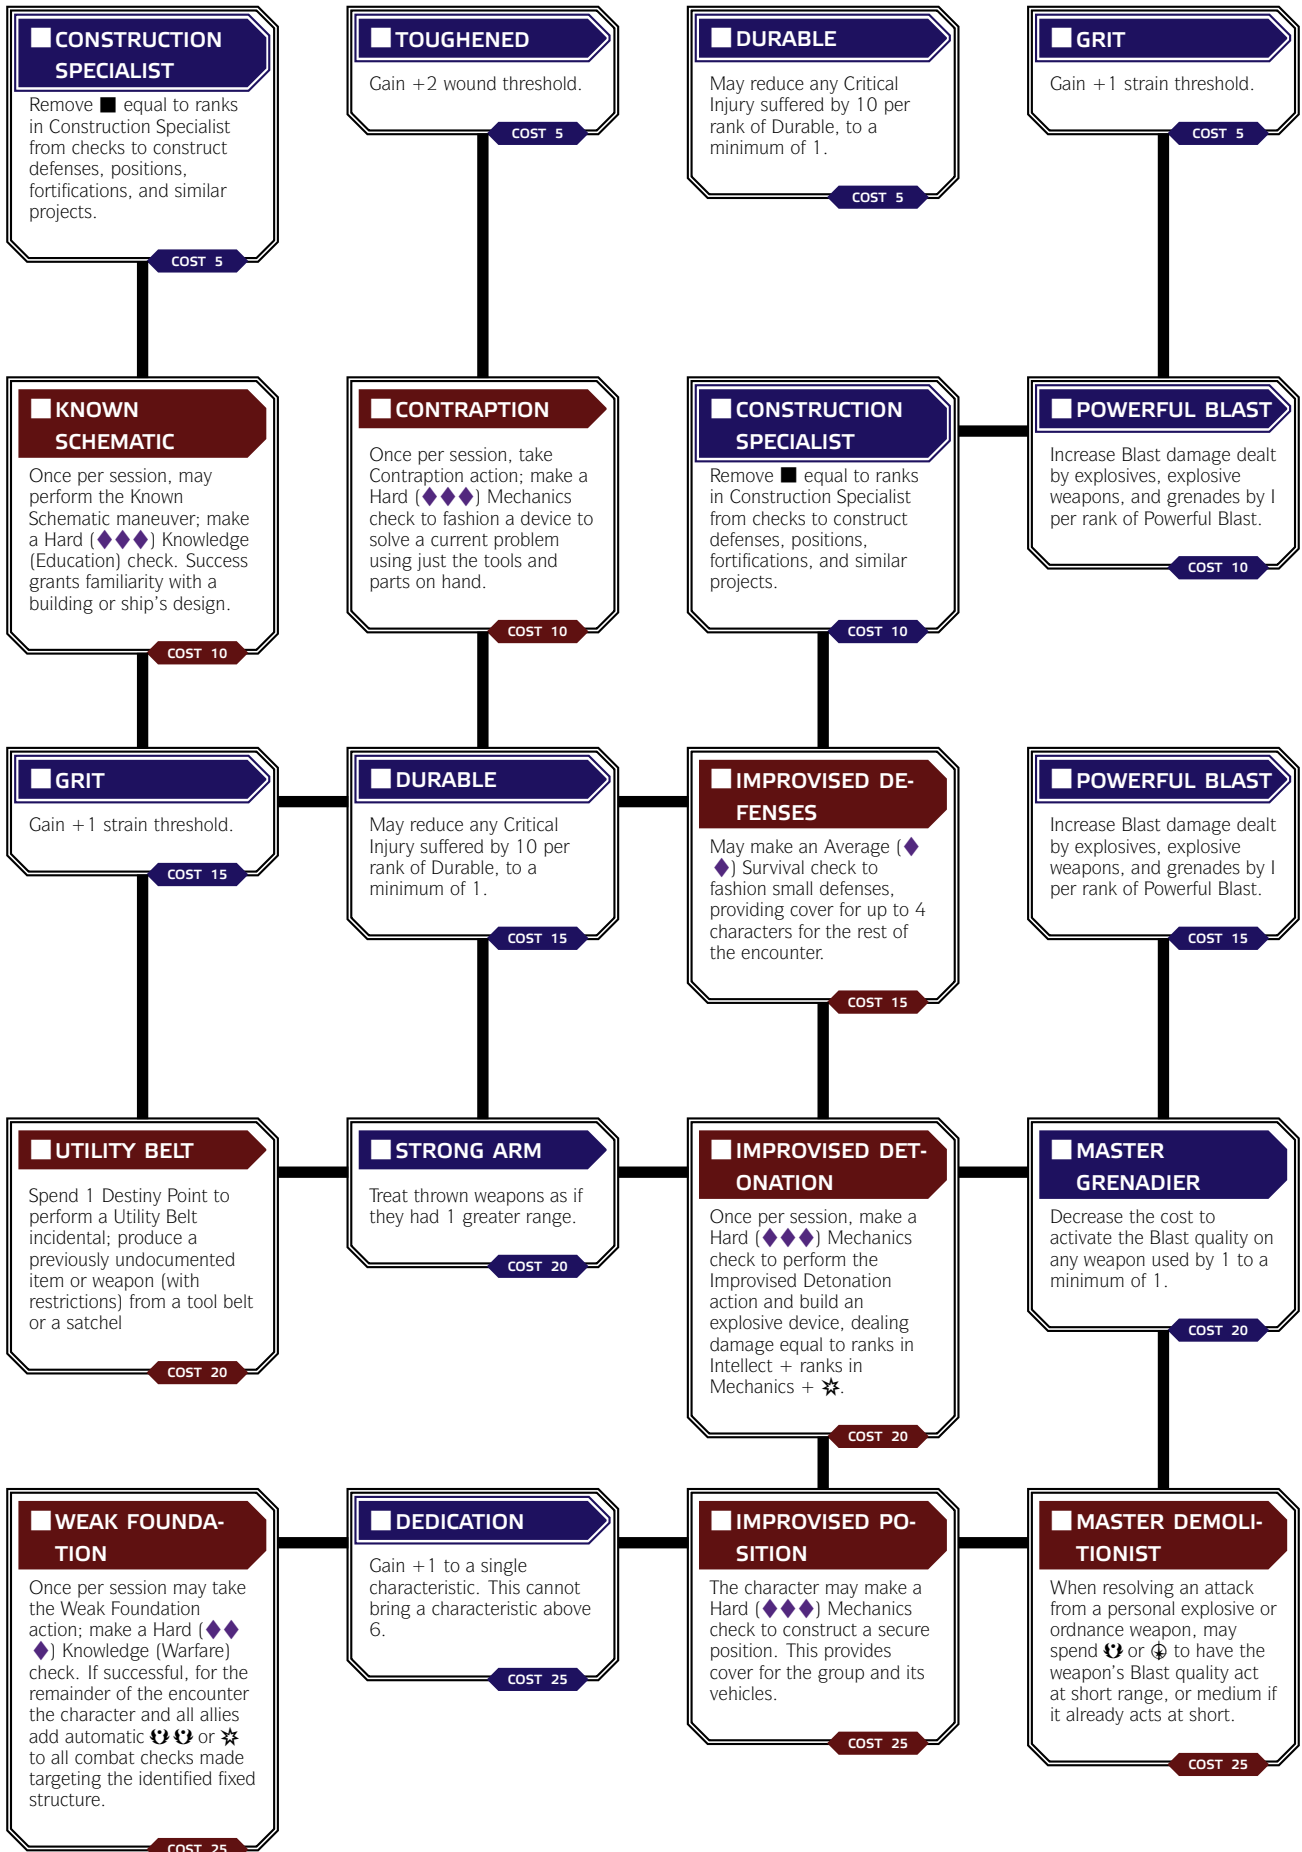 CONSTRUCTION
SPECIALIST
Remove ■ equal to ranks
in Construction Specialist
from checks to construct
defenses, positions,
fortifications, and similar
projects.
COST 5
TOUGHENED
Gain +2 wound threshold.
COST 5
DURABLE
May reduce any Critical
Injury suffered by 10 per
rank of Durable, to a
minimum of 1.
COST 5
GRIT
Gain +1 strain threshold.
COST 5
KNOWN
SCHEMATIC
Once per session, may
perform the Known
Schematic maneuver; make
a Hard (◆◆◆) Knowledge
(Education) check. Success
grants familiarity with a
building or ship's design.
COST 10
CONTRAPTION
Once per session, take
Contraption action; make a
Hard (◆◆◆) Mechanics
check to fashion a device to
solve a current problem
using just the tools and
parts on hand.
COST 10
CONSTRUCTION
SPECIALIST
Remove ■ equal to ranks
in Construction Specialist
from checks to construct
defenses, positions,
fortifications, and similar
projects.
COST 10
POWERFUL BLAST
Increase Blast damage dealt
by explosives, explosive
weapons, and grenades by I
per rank of Powerful Blast.
COST 10
GRIT
Gain +1 strain threshold.
COST 15
DURABLE
May reduce any Critical
Injury suffered by 10 per
rank of Durable, to a
minimum of 1.
COST 15
IMPROVISED DE-
FENSES
May make an Average (◆
◆) Survival check to
fashion small defenses,
providing cover for up to 4
characters for the rest of
the encounter.
COST 15
POWERFUL BLAST
Increase Blast damage dealt
by explosives, explosive
weapons, and grenades by I
per rank of Powerful Blast.
COST 15
UTILITY BELT
Spend 1 Destiny Point to
perform a Utility Belt
incidental; produce a
previously undocumented
item or weapon (with
restrictions) from a tool belt
or a satchel
COST 20
STRONG ARM
Treat thrown weapons as if
they had 1 greater range.
COST 20
IMPROVISED DET-
ONATION
Once per session, make a
Hard (◆◆◆) Mechanics
check to perform the
Improvised Detonation
action and build an
explosive device, dealing
damage equal to ranks in
Intellect + ranks in
Mechanics + .
COST 20
MASTER
GRENADIER
Decrease the cost to
activate the Blast quality on
any weapon used by 1 to a
minimum of 1.
COST 20
WEAK FOUNDA-
TION
Once per session may take
the Weak Foundation
action; make a Hard (◆◆
◆) Knowledge (Warfare)
check. If successful, for the
remainder of the encounter
the character and all allies
add automatic or
to all combat checks made
targeting the identified fixed
structure.
COST 25
DEDICATION
Gain +1 to a single
characteristic. This cannot
bring a characteristic above
6.
COST 25
IMPROVISED PO-
SITION
The character may make a
Hard (◆◆◆) Mechanics
check to construct a secure
position. This provides
cover for the group and its
vehicles.
COST 25
MASTER DEMOLI-
TIONIST
When resolving an attack
from a personal explosive or
ordnance weapon, may
spend or to have the
weapon's Blast quality act
at short range, or medium if
it already acts at short.
COST 25